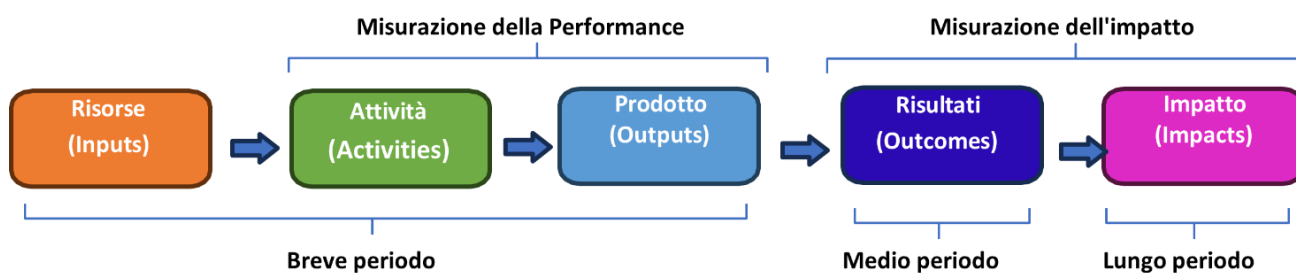 Misurazione della Performance
Misurazione dell'impatto
Risorse
(Inputs)
Attività
(Activities)
Prodotto
(Outputs)
Risultati
(Outcomes)
Impatto
(Impacts)
Breve periodo
Medio periodo
Lungo periodo